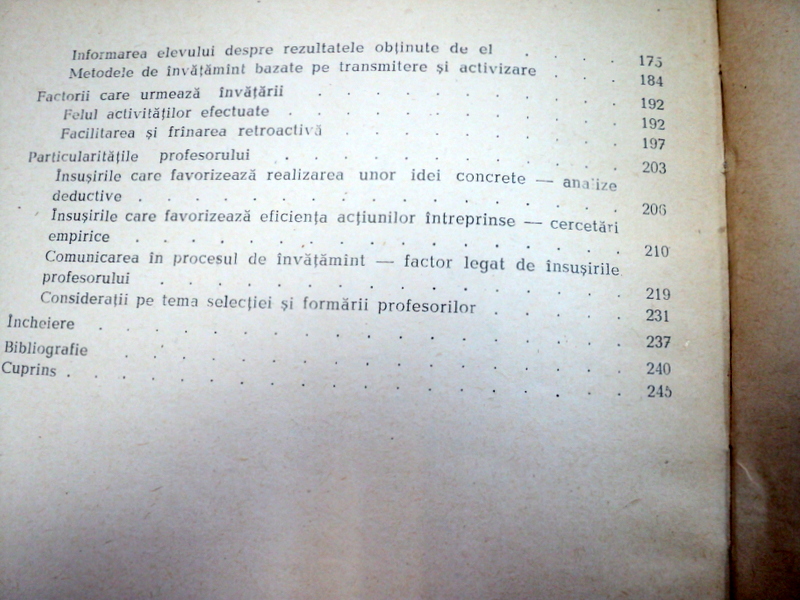 Informarea elevului despre rezultatele obținute de el . . . 175
Metodele de învățămînt bazate pe transmitere și activizare . . . 184
Factorii care urmează învățării . . . . . . . . 192
Felul activităților efectuate . . . . . . . . . 192
Facilitarea și frînarea retroactivă . . . . . . . . 197
Particularitățile profesorului . . . . . . . . . 203
Însușirile care favorizează realizarea unor idei concrete — analize
deductive . . . . . . . . . . . . . 206
Însușirile care favorizează eficiența acțiunilor întreprinse — cercetări
empirice . . . . . . . . . . . . . 210
Comunicarea în procesul de învățămînt — factor legat de însușirile
profesorului . . . . . . . . . . . . 219
Considerații pe tema selecției și formării profesorilor . . . . 231
Încheiere . . . . . . . . . . . . . . 237
Bibliografie . . . . . . . . . . . . . . 240
Cuprins . . . . . . . . . . . . . . . 245